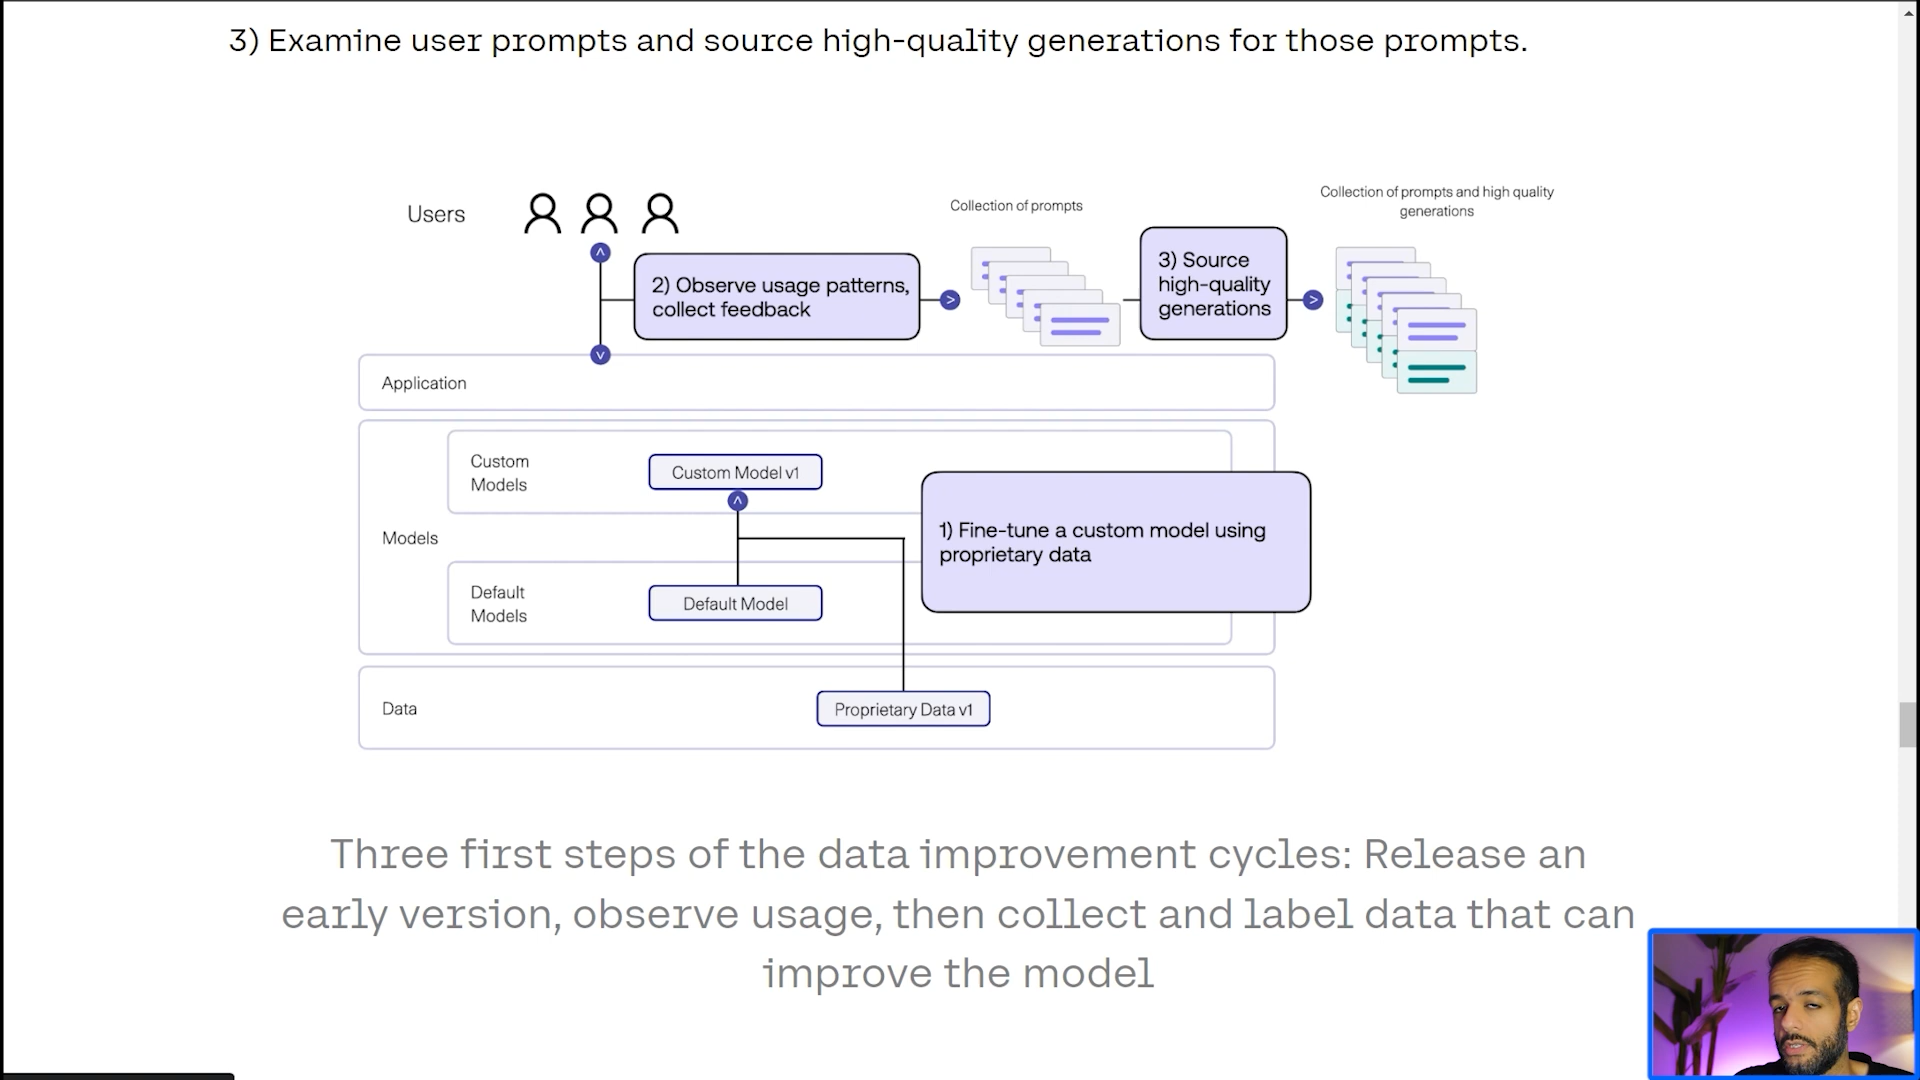 3) Examine user prompts and source high-quality generations for those prompts.
Users
Collection of prompts
Collection of prompts and high quality
generations
2) Observe usage patterns,
collect feedback
3) Source
high-quality
generations
Application
Custom
Models
Custom Model v1
Models
1) Fine-tune a custom model using
proprietary data
Default
Models
Default Model
Data
Proprietary Data v1
Three first steps of the data improvement cycles: Release an
early version, observe usage, then collect and label data that can
improve the model